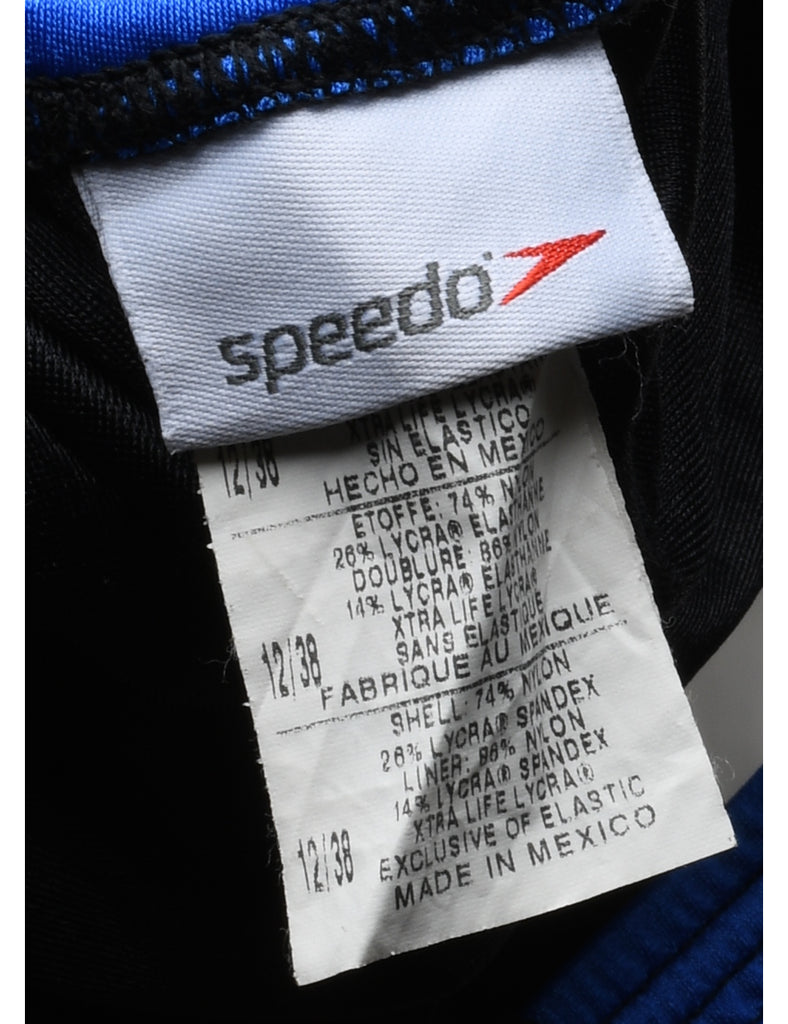 speedo
XTRA LIFE LYCRA®
SIN ELASTICO
12/38
HECHO EN MEXICO
ETOFFE: 74% NYLON
26% LYCRA® ELASTHANNE
DOUBLURE: 86% NYLON
14% LYCRA® ELASTHANNE
XTRA LIFE LYCRA®
SANS ELASTIQUE
12/38
FABRIQUE AU MEXIQUE
SHELL: 74% NYLON
26% LYCRA® SPANDEX
LINER: 86% NYLON
14% LYCRA® SPANDEX
XTRA LIFE LYCRA®
EXCLUSIVE OF ELASTIC
12/38
MADE IN MEXICO